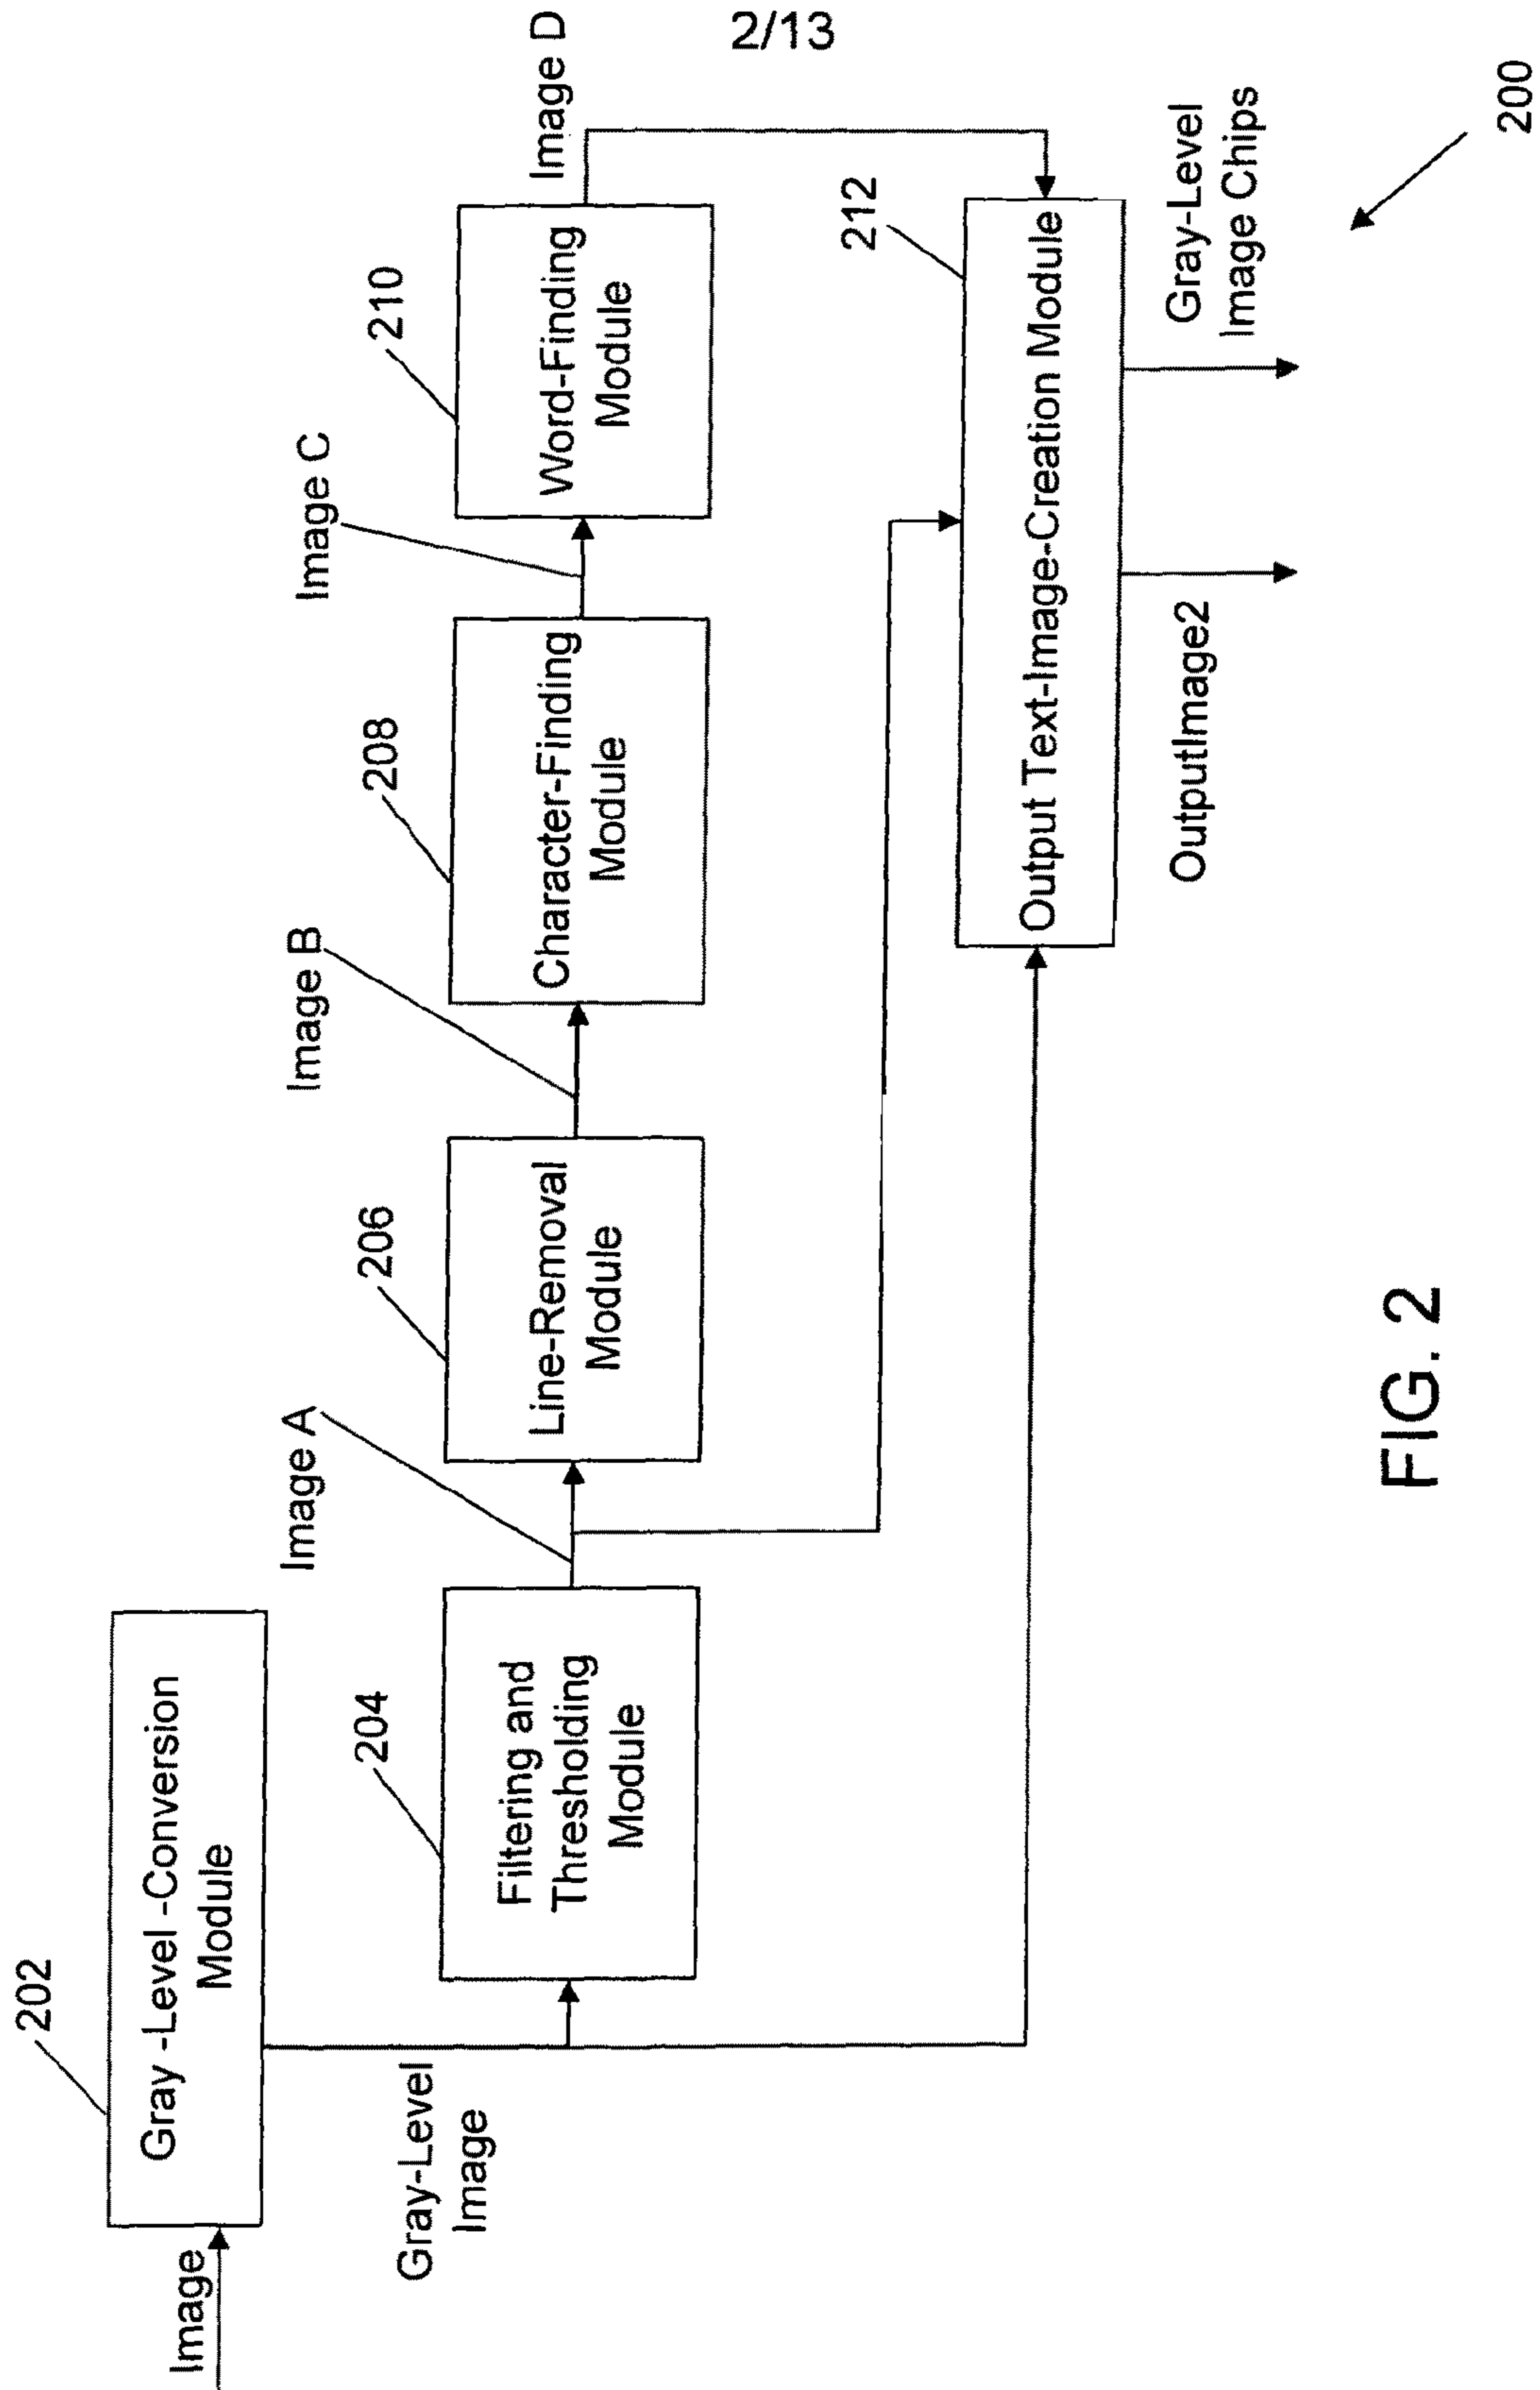 2/13
202
Image
Gray -Level -Conversion
Module
Gray-Level
Image
204
Filtering and
Thresholding
Module
Image A
206
Line-Removal
Module
Image B
208
Character-Finding
Module
Image C
210
Word-Finding
Module
Image D
212
Output Text-Image-Creation Module
OutputImage2
Gray-Level
Image Chips
200
FIG. 2